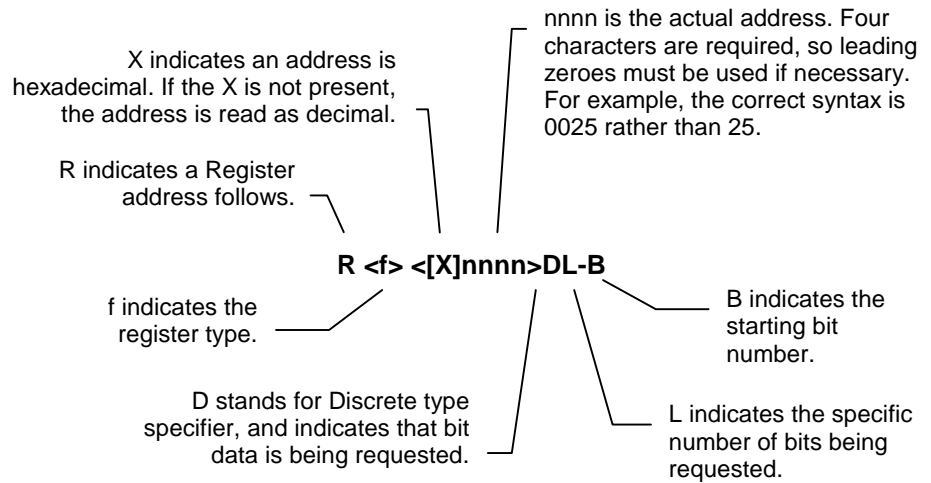 nnnn is the actual address. Four
characters are required, so leading
zeroes must be used if necessary.
For example, the correct syntax is
0025 rather than 25.
X indicates an address is
hexadecimal. If the X is not present,
the address is read as decimal.
R indicates a Register
address follows.
R <f> <[X]nnnn>DL-B
f indicates the
register type.
B indicates the
starting bit
number.
D stands for Discrete type
specifier, and indicates that bit
data is being requested.
L indicates the specific
number of bits being
requested.